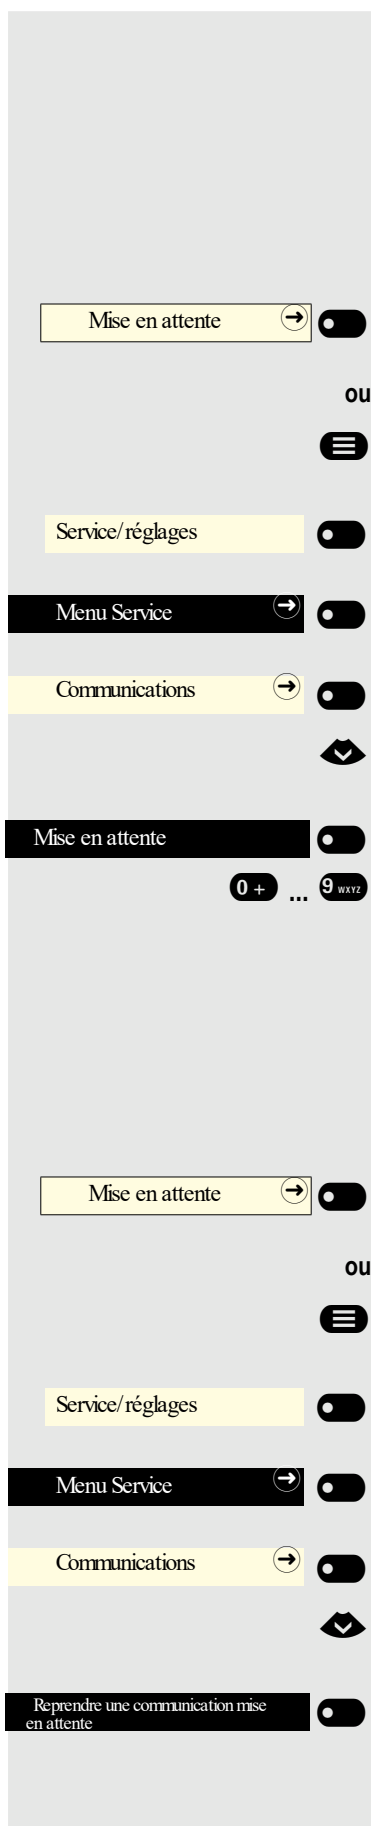 Mise en attente
ou
Service/réglages
Menu Service
Communications
Mise en attente
0 + ... 9 WXYZ
Mise en attente
ou
Service/réglages
Menu Service
Communications
Reprendre une communication mise
en attente